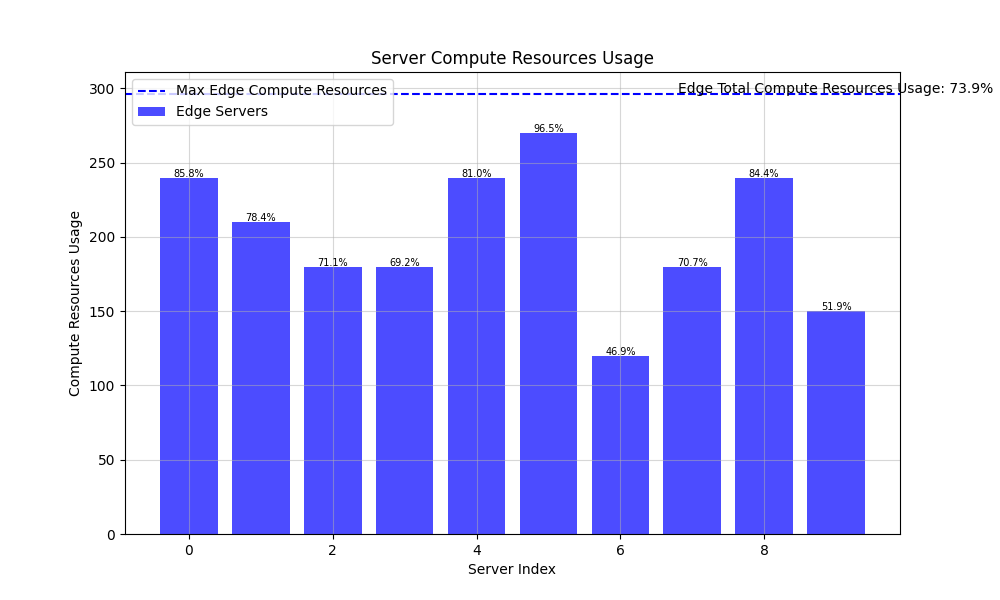 Server Compute Resources Usage
Max Edge Compute Resources
Edge Servers
Edge Total Compute Resources Usage: 73.9%
Compute Resources Usage
300
250
200
150
100
50
0
85.8%
78.4%
71.1%
69.2%
81.0%
96.5%
46.9%
70.7%
84.4%
51.9%
0 2 4 6 8
Server Index